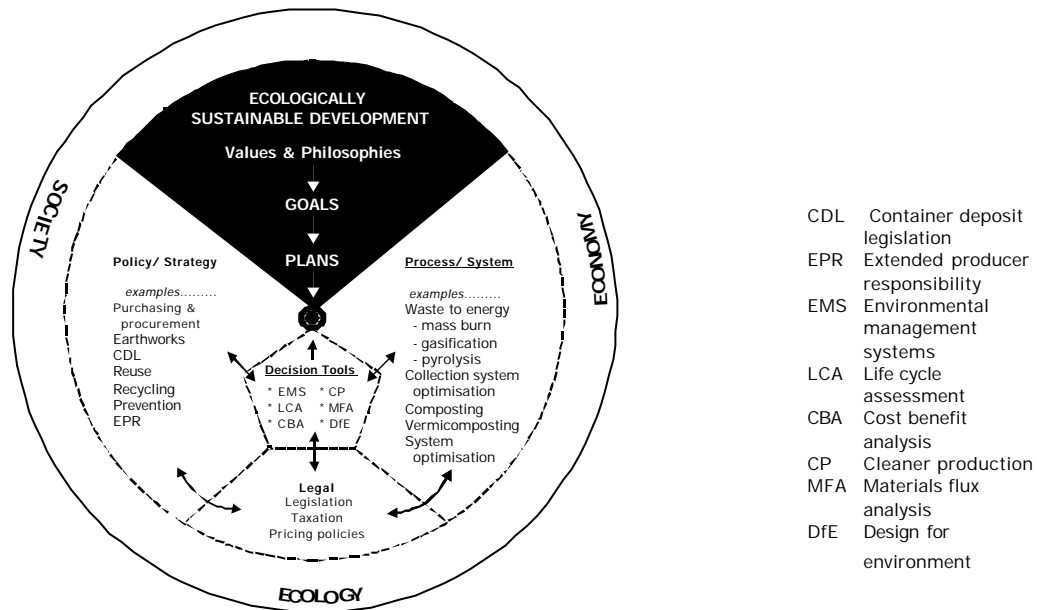 ECOLOGICALLY
SUSTAINABLE DEVELOPMENT
Values & Philosophies
GOALS
PLANS
SOCIETY
ECONOMY
ECOLOGY
Policy/ Strategy
examples.........
Purchasing &
procurement
Earthworks
CDL
Reuse
Recycling
Prevention
EPR
Process/ System
examples.........
Waste to energy
- mass burn
- gasification
- pyrolysis
Collection system
optimisation
Composting
Vermicomposting
System
optimisation
Decision Tools
* EMS * CP
* LCA * MFA
* CBA * DfE
Legal
Legislation
Taxation
Pricing policies
CDL Container deposit
legislation
EPR Extended producer
responsibility
EMS Environmental
management
systems
LCA Life cycle
assessment
CBA Cost benefit
analysis
CP Cleaner production
MFA Materials flux
analysis
DfE Design for
environment